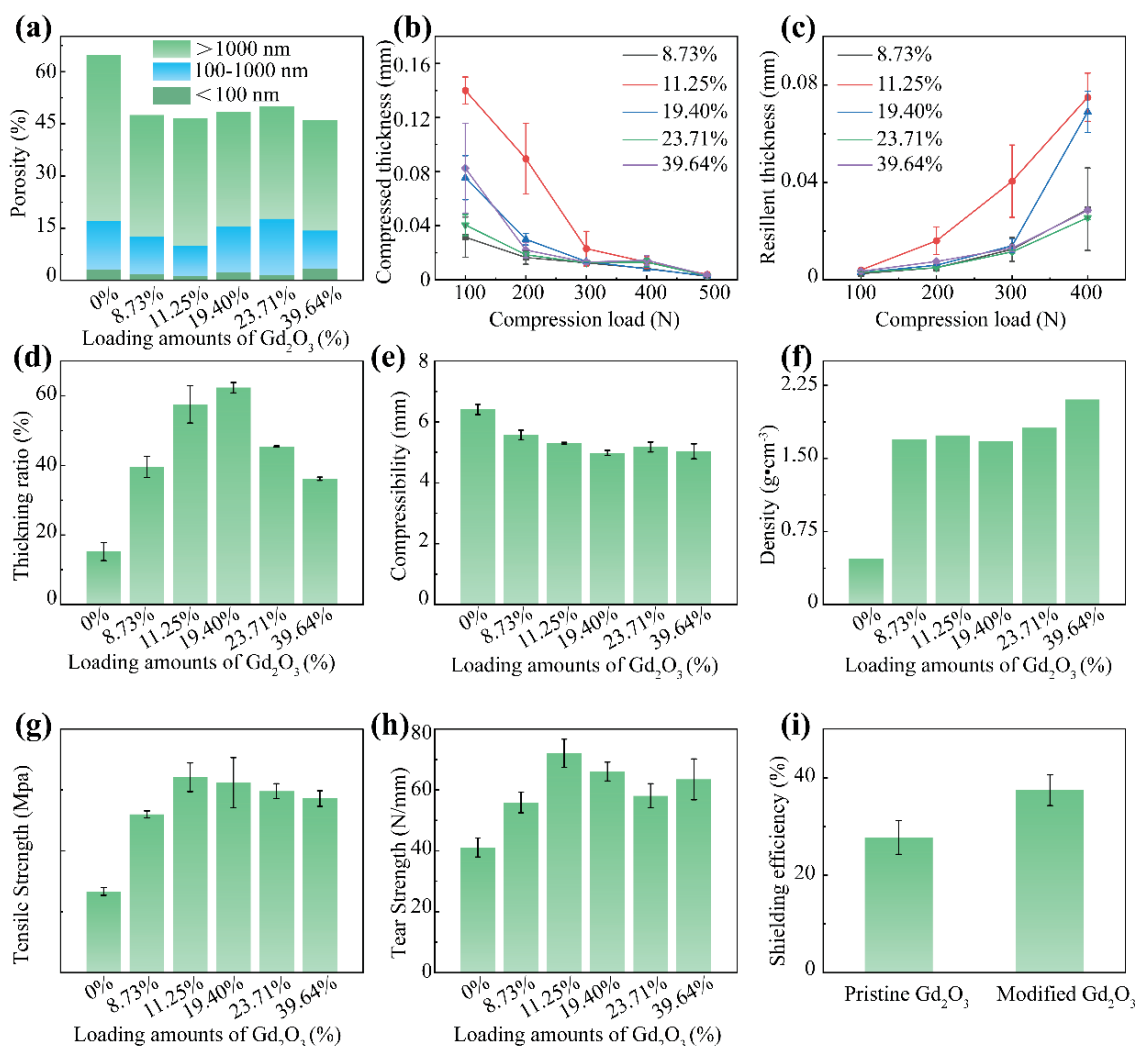 (a)
60
45
30
15
0
Porosity (%)
>1000 nm
100-1000 nm
<100 nm
0%
8.73%
11.25%
19.40%
23.71%
39.64%
Loading amounts of Gd₂O₃ (%)
(b)
0.16
0.12
0.08
0.04
0
Compressed thickness (mm)
8.73%
11.25%
19.40%
23.71%
39.64%
100 200 300 400 500
Compression load (N)
(c)
0.08
0.04
0
Resillent thickness (mm)
8.73%
11.25%
19.40%
23.71%
39.64%
100 200 300 400
Compression load (N)
(d)
60
40
20
0
Thickning ratio (%)
0%
8.73%
11.25%
19.40%
23.71%
39.64%
Loading amounts of Gd₂O₃ (%)
(e)
8
6
4
2
0
Compressibility (mm)
0%
8.73%
11.25%
19.40%
23.71%
39.64%
Loading amounts of Gd₂O₃ (%)
(f)
2.25
1.50
0.75
0
Density (g•cm⁻³)
0%
8.73%
11.25%
19.40%
23.71%
39.64%
Loading amounts of Gd₂O₃ (%)
(g)
Tensile Strength (Mpa)
0%
8.73%
11.25%
19.40%
23.71%
39.64%
Loading amounts of Gd₂O₃ (%)
(h)
80
60
40
20
0
Tear Strength (N/mm)
0%
8.73%
11.25%
19.40%
23.71%
39.64%
Loading amounts of Gd₂O₃ (%)
(i)
40
20
0
Shielding efficiency (%)
Pristine Gd₂O₃ Modified Gd₂O₃